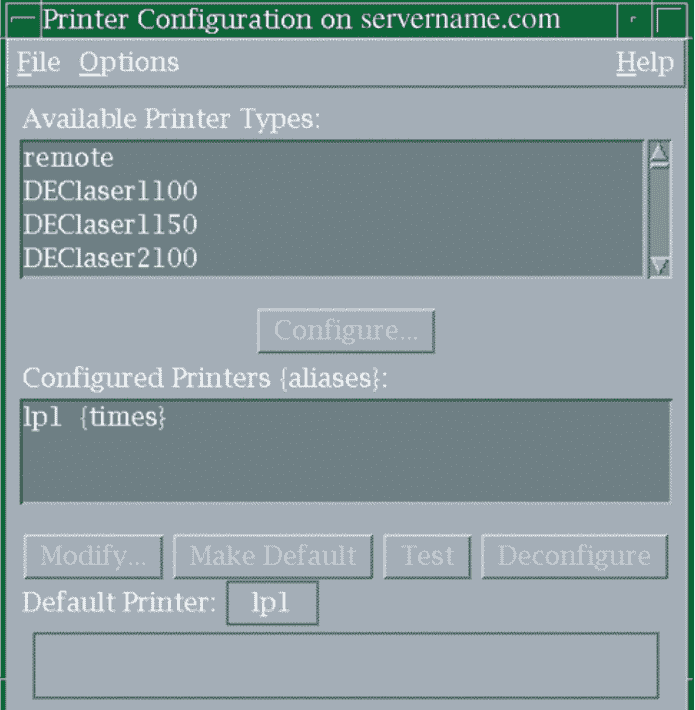 Printer Configuration on servername.com
File Options Help
Available Printer Types:
remote
DEClaser1100
DEClaser1150
DEClaser2100
Configure...
Configured Printers {aliases}:
lp1 {times}
Modify... Make Default Test Deconfigure
Default Printer: lp1